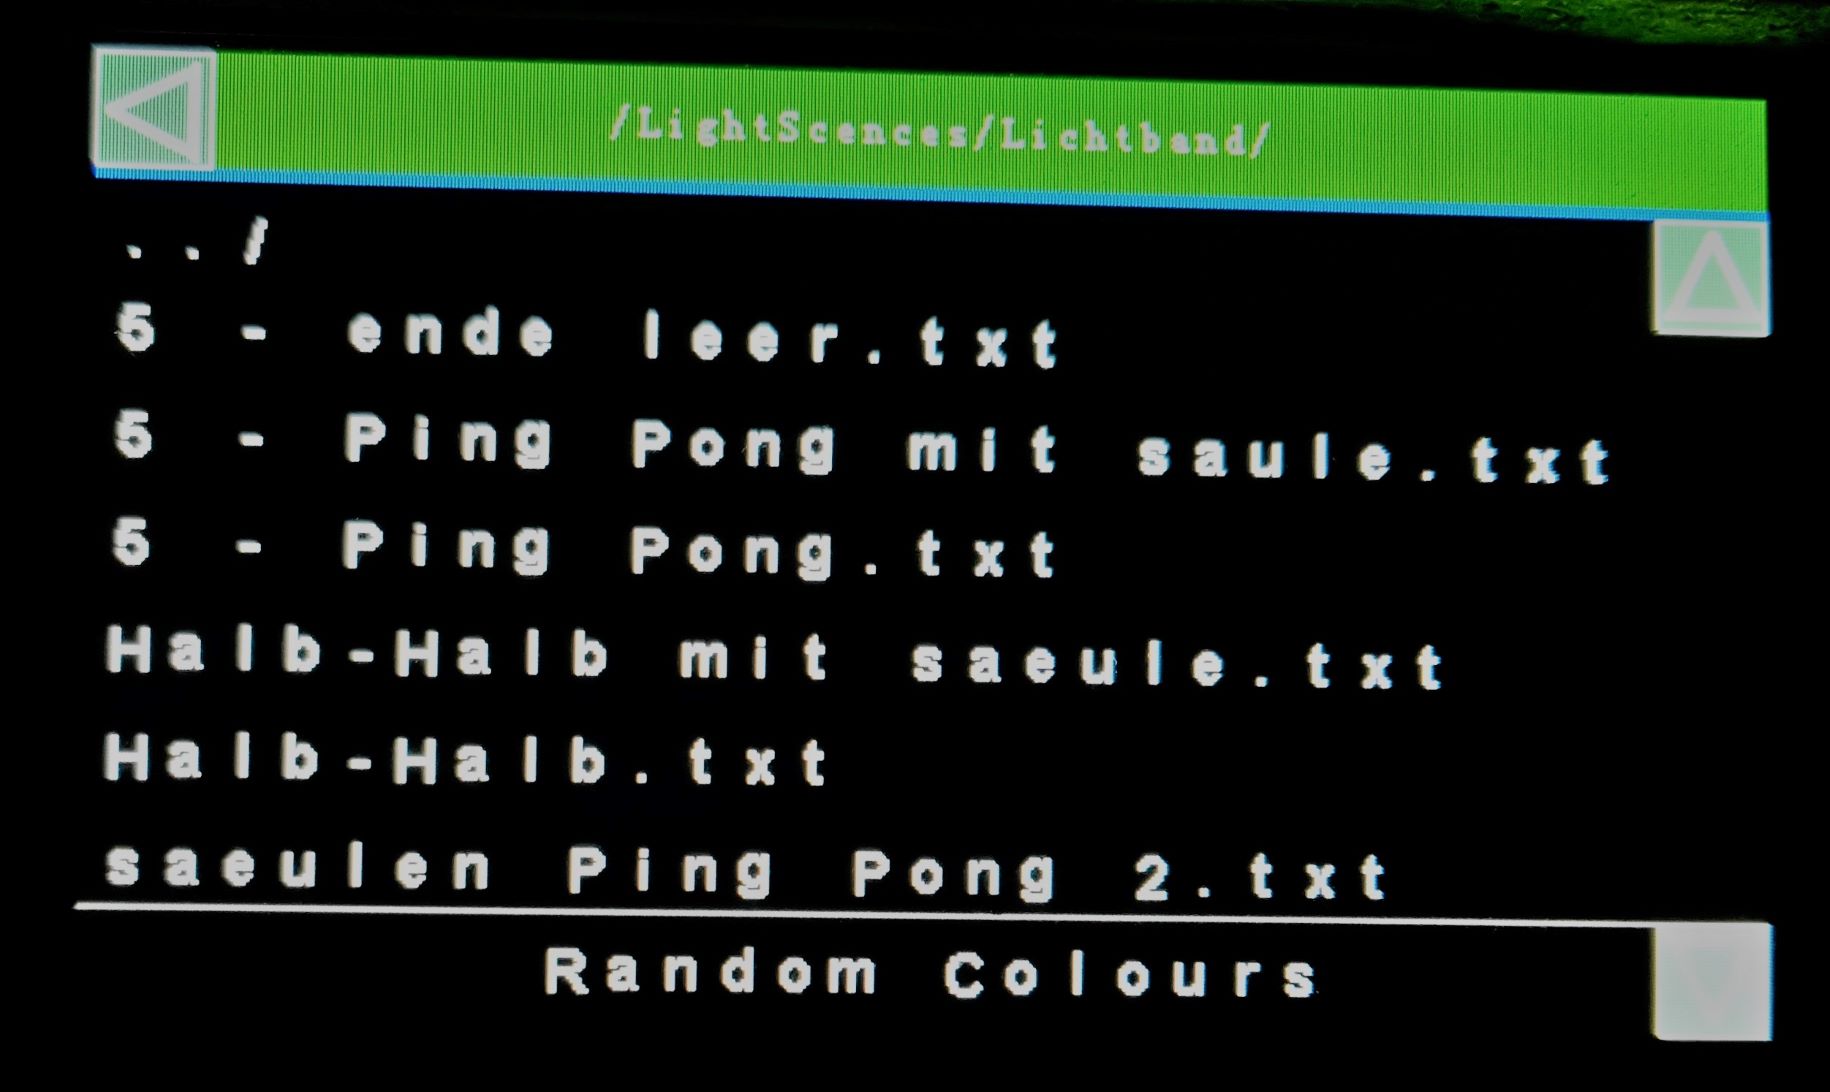 /LightScences/Lichtband/
../
5 - ende leer.txt
5 - Ping Pong mit saule.txt
5 - Ping Pong.txt
Halb-Halb mit saeule.txt
Halb-Halb.txt
saeulen Ping Pong 2.txt
Random Colours